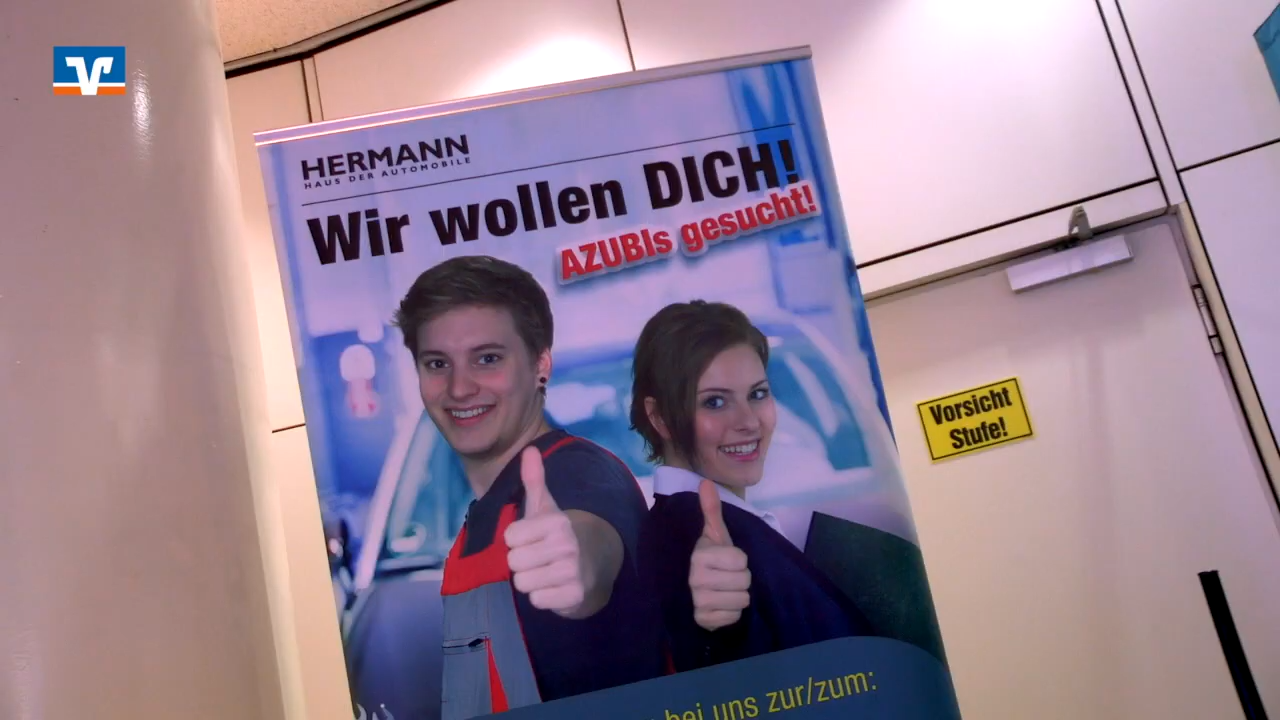 HERMANN
HAUS DER AUTOMOBILE
Wir wollen DICH!
AZUBIs gesucht!
Vorsicht
Stufe!
bei uns zur/zum: